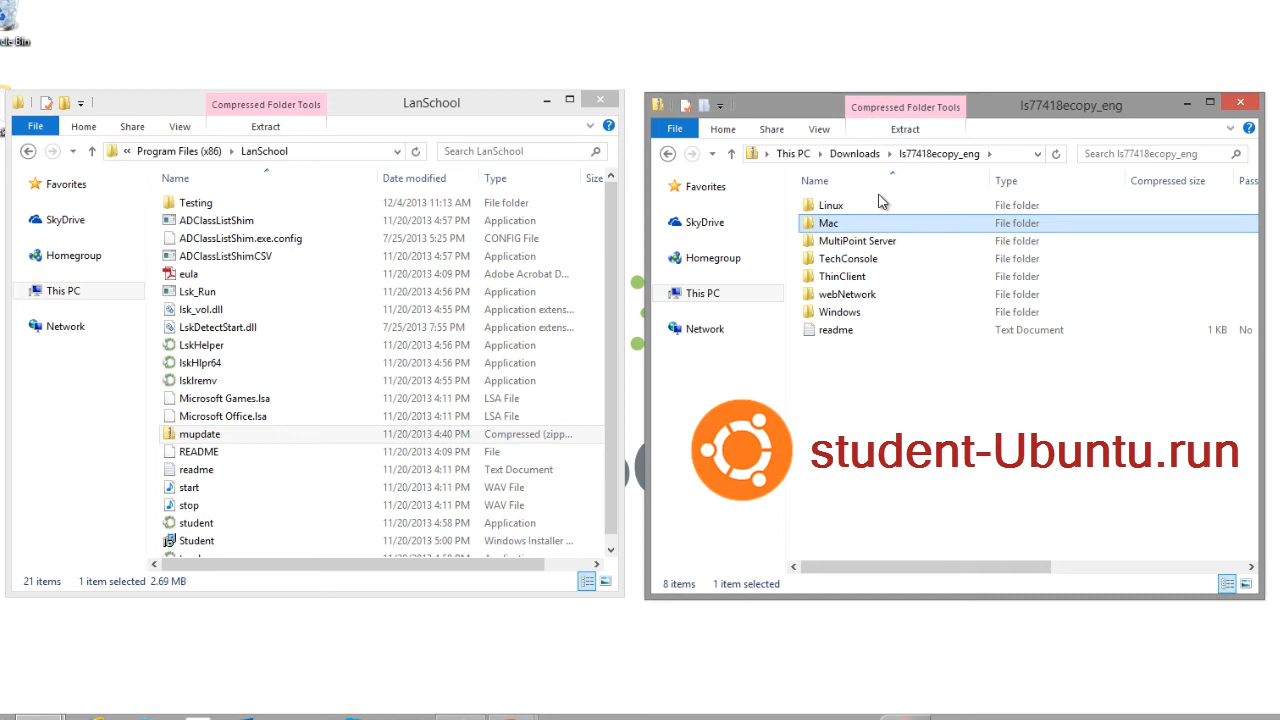 cle Bin
Compressed Folder Tools
LanSchool
File
Home
Share
View
Extract
Program Files (x86)
LanSchool
Search LanSchool
Favorites
SkyDrive
Homegroup
This PC
Network
Name
Date modified
Type
Size
Testing
12/4/2013 11:13 AM
File folder
ADClassListShim
11/20/2013 4:57 PM
Application
ADClassListShim.exe.config
7/25/2013 5:25 PM
CONFIG File
ADClassListShimCSV
11/20/2013 4:57 PM
Application
eula
11/20/2013 4:09 PM
Adobe Acrobat D...
Lsk_Run
11/20/2013 4:56 PM
Application
lsk_vol.dll
11/20/2013 4:55 PM
Application extens...
LskDetectStart.dll
7/25/2013 7:55 PM
Application extens...
LskHelper
11/20/2013 4:56 PM
Application
lskHlpr64
11/20/2013 4:56 PM
Application
lsklremv
11/20/2013 4:55 PM
Application
Microsoft Games.lsa
11/20/2013 4:11 PM
LSA File
Microsoft Office.lsa
11/20/2013 4:11 PM
LSA File
mupdate
11/20/2013 4:40 PM
Compressed (zipp...
README
11/20/2013 4:09 PM
File
readme
11/20/2013 4:11 PM
Text Document
start
11/20/2013 4:11 PM
WAV File
stop
11/20/2013 4:11 PM
WAV File
student
11/20/2013 4:58 PM
Application
Student
11/20/2013 5:00 PM
Windows Installer ...
21 items
1 item selected 2.69 MB
Compressed Folder Tools
ls77418ecopy_eng
File
Home
Share
View
Extract
This PC
Downloads
ls77418ecopy_eng
Search ls77418ecopy_eng
Favorites
SkyDrive
Homegroup
This PC
Network
Name
Type
Compressed size
Pass
Linux
File folder
Mac
File folder
MultiPoint Server
File folder
TechConsole
File folder
ThinClient
File folder
webNetwork
File folder
Windows
File folder
readme
Text Document
1 KB
No
student-Ubuntu.run
8 items
1 item selected